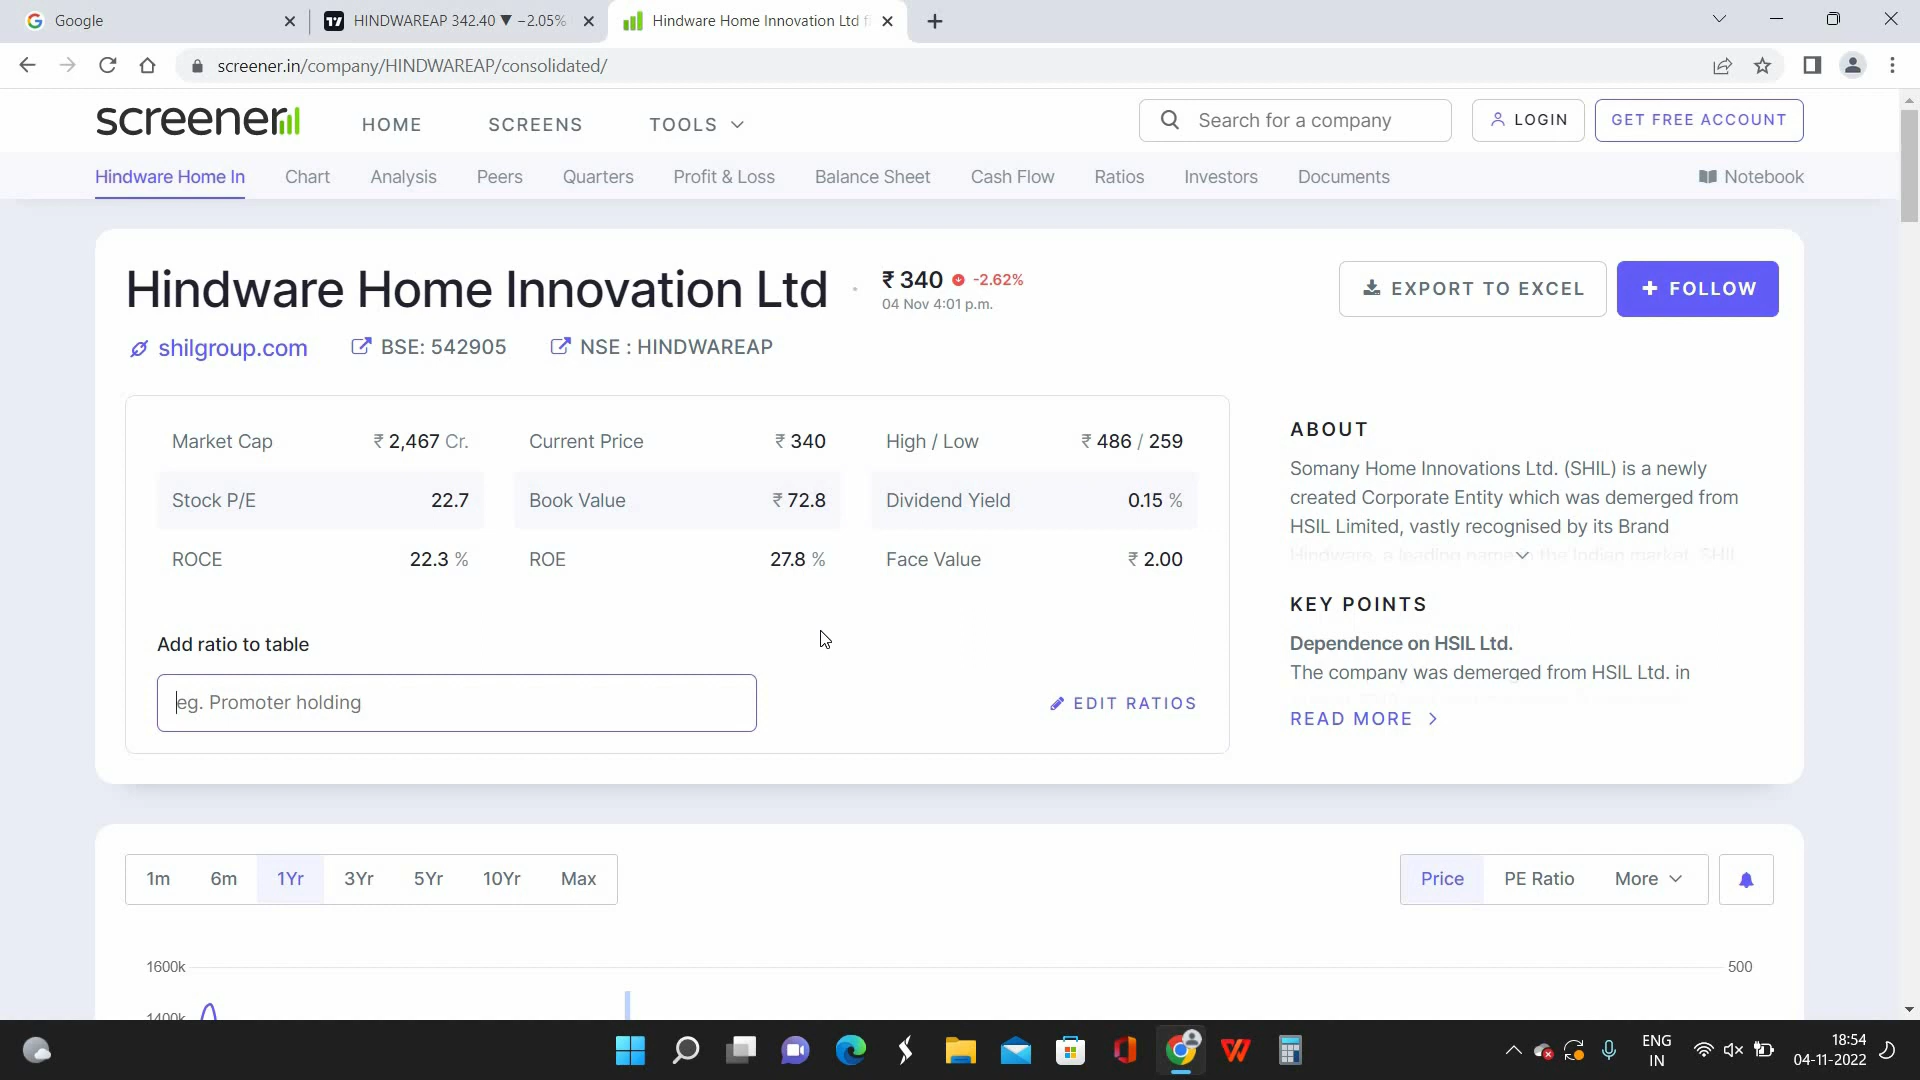 Google
HINDWAREAP 342.40 ▼ −2.05%
Hindware Home Innovation Ltd f
screener.in/company/HINDWAREAP/consolidated/
screener
HOME
SCREENS
TOOLS
Search for a company
LOGIN
GET FREE ACCOUNT
Hindware Home In
Chart
Analysis
Peers
Quarters
Profit & Loss
Balance Sheet
Cash Flow
Ratios
Investors
Documents
Notebook
Hindware Home Innovation Ltd
₹ 340 -2.62%
04 Nov 4:01 p.m.
EXPORT TO EXCEL
FOLLOW
shilgroup.com
BSE: 542905
NSE : HINDWAREAP
Market Cap ₹ 2,467 Cr.
Current Price ₹ 340
High / Low ₹ 486 / 259
Stock P/E 22.7
Book Value ₹ 72.8
Dividend Yield 0.15 %
ROCE 22.3 %
ROE 27.8 %
Face Value ₹ 2.00
Add ratio to table
eg. Promoter holding
EDIT RATIOS
ABOUT
Somany Home Innovations Ltd. (SHIL) is a newly
created Corporate Entity which was demerged from
HSIL Limited, vastly recognised by its Brand
Hindware, a leading name the Indian market. SHIL
KEY POINTS
Dependence on HSIL Ltd.
The company was demerged from HSIL Ltd. in
READ MORE
1m
6m
1Yr
3Yr
5Yr
10Yr
Max
Price
PE Ratio
More
1600k
500
1400k
ENG
IN
18:54
04-11-2022